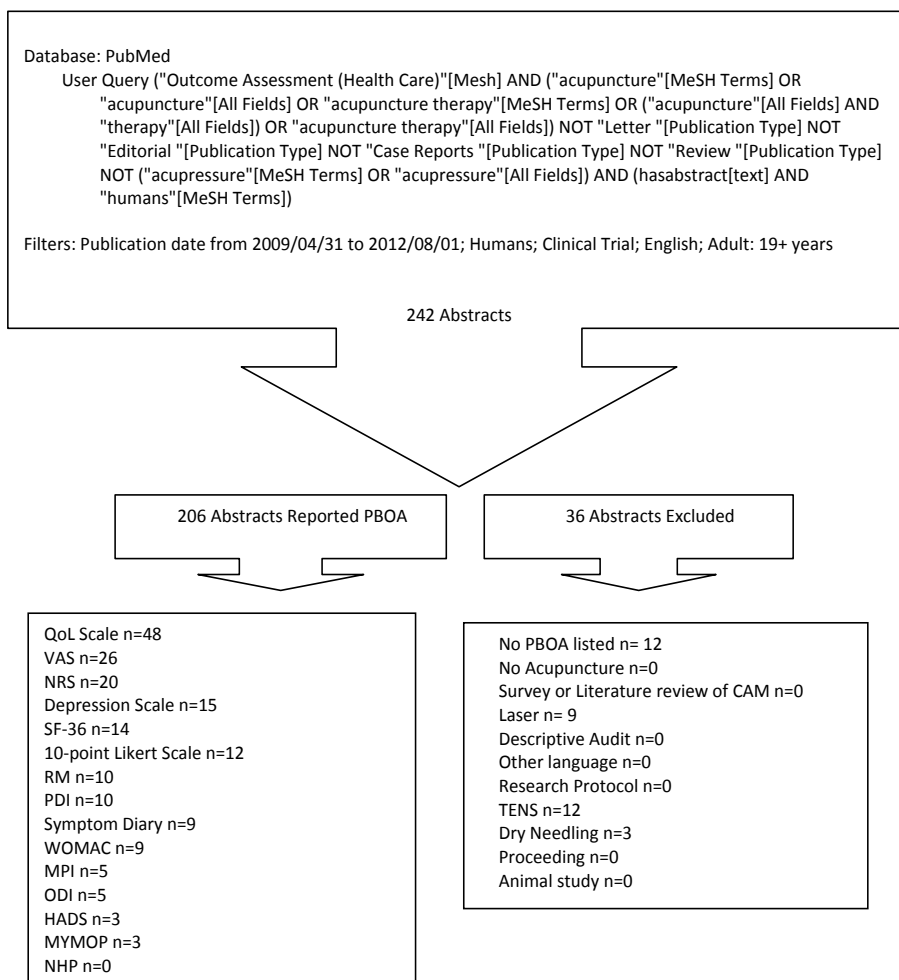 Database: PubMed
User Query ("Outcome Assessment (Health Care)"[Mesh] AND ("acupuncture"[MeSH Terms] OR
"acupuncture"[All Fields] OR "acupuncture therapy"[MeSH Terms] OR ("acupuncture"[All Fields] AND
"therapy"[All Fields]) OR "acupuncture therapy"[All Fields]) NOT "Letter "[Publication Type] NOT
"Editorial "[Publication Type] NOT "Case Reports "[Publication Type] NOT "Review "[Publication Type]
NOT ("acupressure"[MeSH Terms] OR "acupressure"[All Fields]) AND (hasabstract[text] AND
"humans"[MeSH Terms])
Filters: Publication date from 2009/04/31 to 2012/08/01; Humans; Clinical Trial; English; Adult: 19+ years
242 Abstracts
206 Abstracts Reported PBOA
36 Abstracts Excluded
QoL Scale n=48
VAS n=26
NRS n=20
Depression Scale n=15
SF-36 n=14
10-point Likert Scale n=12
RM n=10
PDI n=10
Symptom Diary n=9
WOMAC n=9
MPI n=5
ODI n=5
HADS n=3
MYMOP n=3
NHP n=0
No PBOA listed n= 12
No Acupuncture n=0
Survey or Literature review of CAM n=0
Laser n= 9
Descriptive Audit n=0
Other language n=0
Research Protocol n=0
TENS n=12
Dry Needling n=3
Proceeding n=0
Animal study n=0